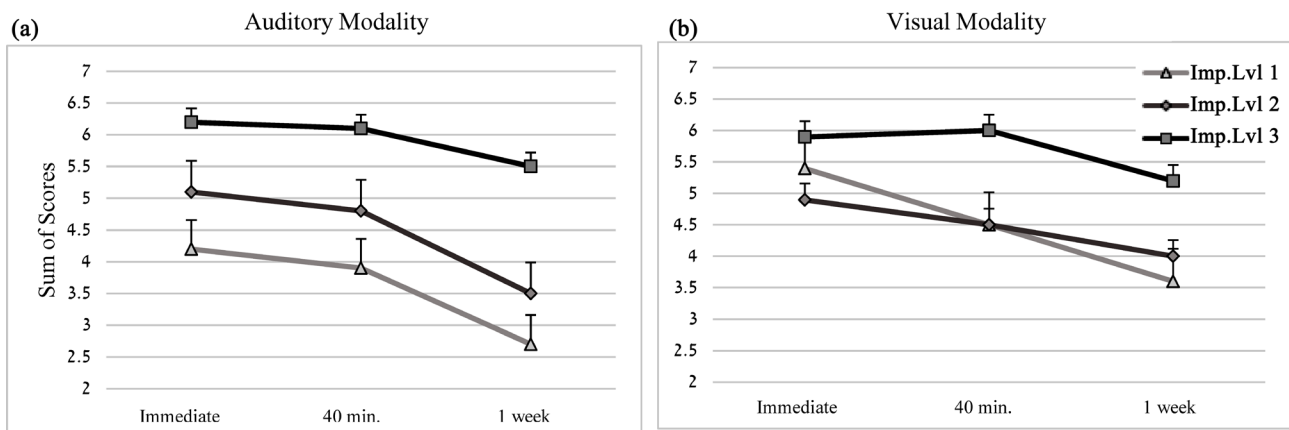 (a)
Auditory Modality
Sum of Scores
7
6.5
6
5.5
5
4.5
4
3.5
3
2.5
2
Immediate 40 min. 1 week
(b)
Visual Modality
7
6.5
6
5.5
5
4.5
4
3.5
3
2.5
2
Immediate 40 min. 1 week
Imp.Lvl 1
Imp.Lvl 2
Imp.Lvl 3